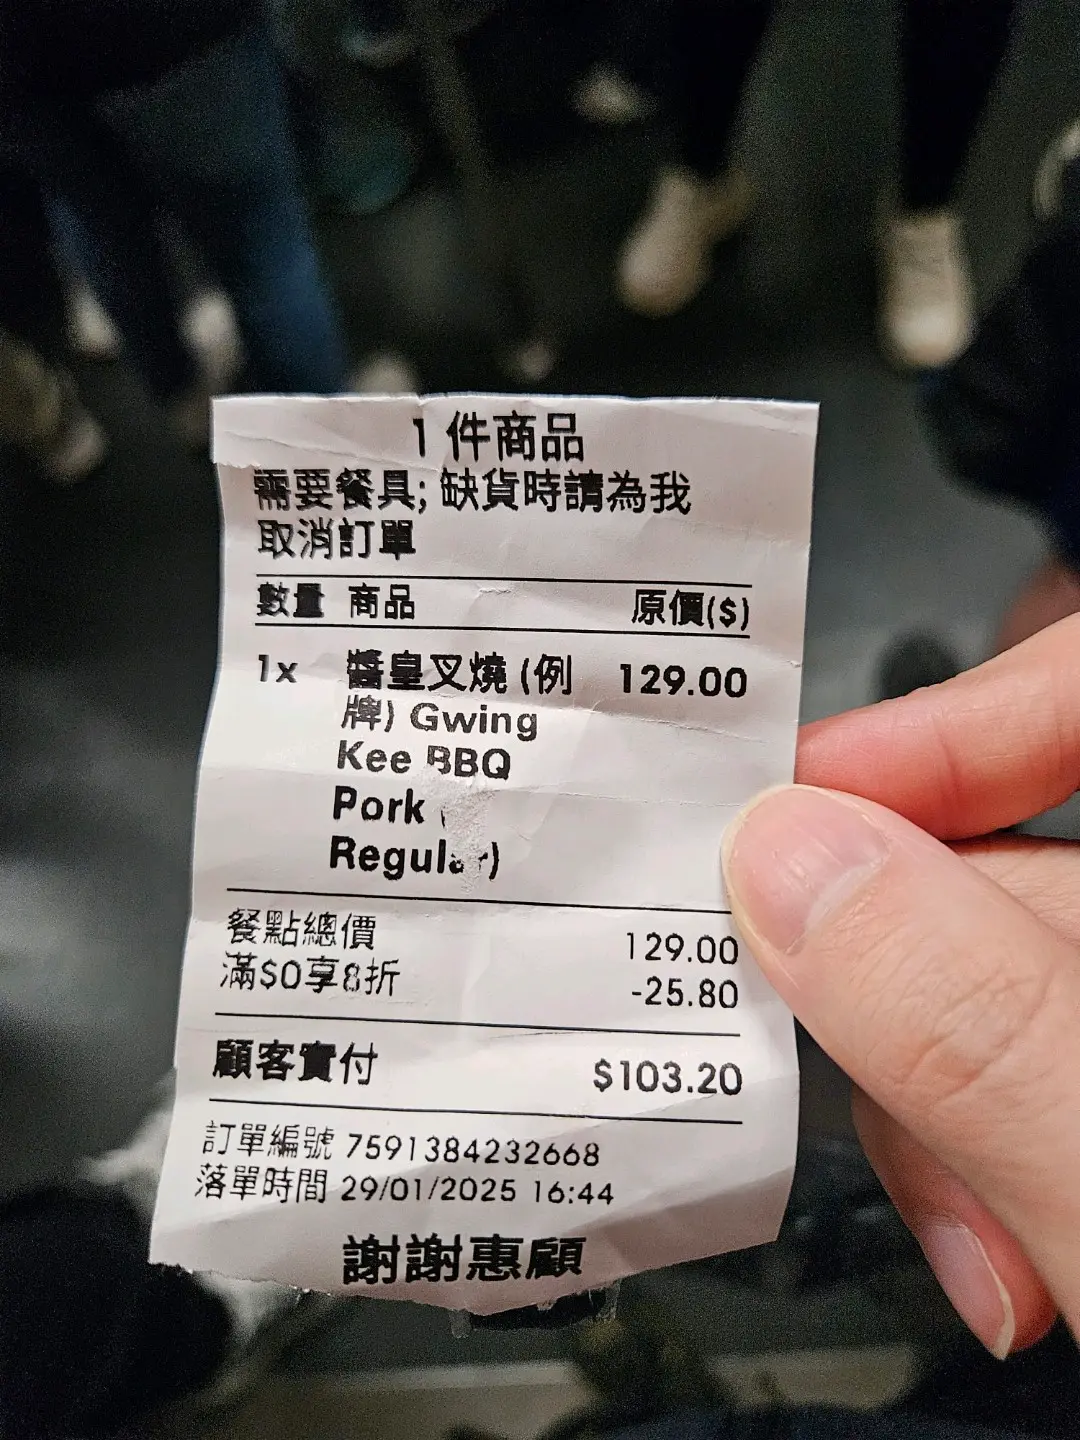 1 件商品
需要餐具; 缺貨時請為我
取消訂單
數量 商品 原價($)
1x 醬皇叉燒 (例 129.00
牌) Gwing
Kee BBQ
Pork (
Regular)
餐點總價 129.00
滿$0享8折 -25.80
顧客實付 $103.20
訂單編號 7591384232668
落單時間 29/01/2025 16:44
謝謝惠顧